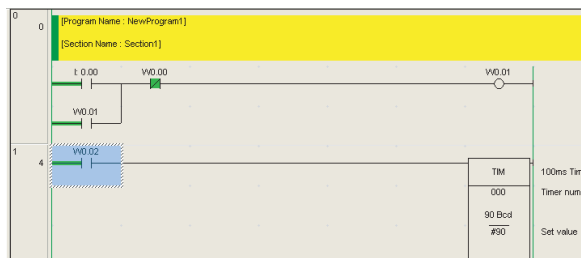 0
0
[Program Name : NewProgram1]
[Section Name : Section1]
I: 0.00
W0.00
W0.01
W0.01
1
4
W0.02
TIM
100ms Tim
000
Timer num
90 Bcd
#90
Set value